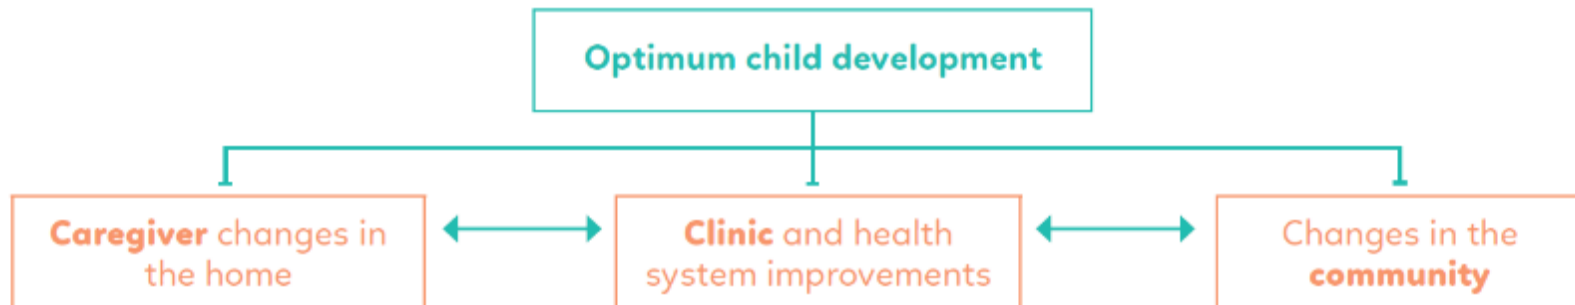 Optimum child development
Caregiver changes in
the home
Clinic and health
system improvements
Changes in the
community